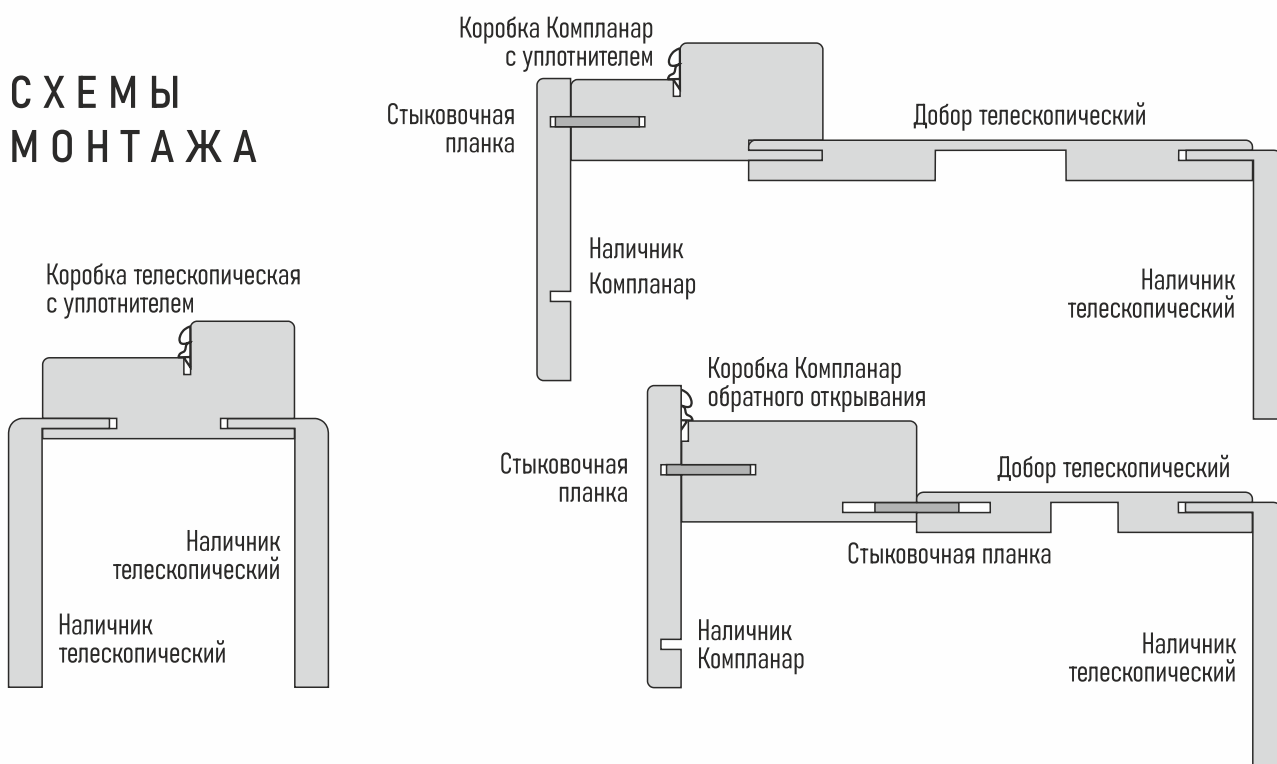 СХЕМЫ
МОНТАЖА
Коробка Компланар
с уплотнителем
Стыковочная
планка
Добор телескопический
Наличник
Компланар
Наличник
телескопический
Коробка телескопическая
с уплотнителем
Наличник
телескопический
Наличник
телескопический
Коробка Компланар
обратного открывания
Стыковочная
планка
Добор телескопический
Стыковочная планка
Наличник
Компланар
Наличник
телескопический